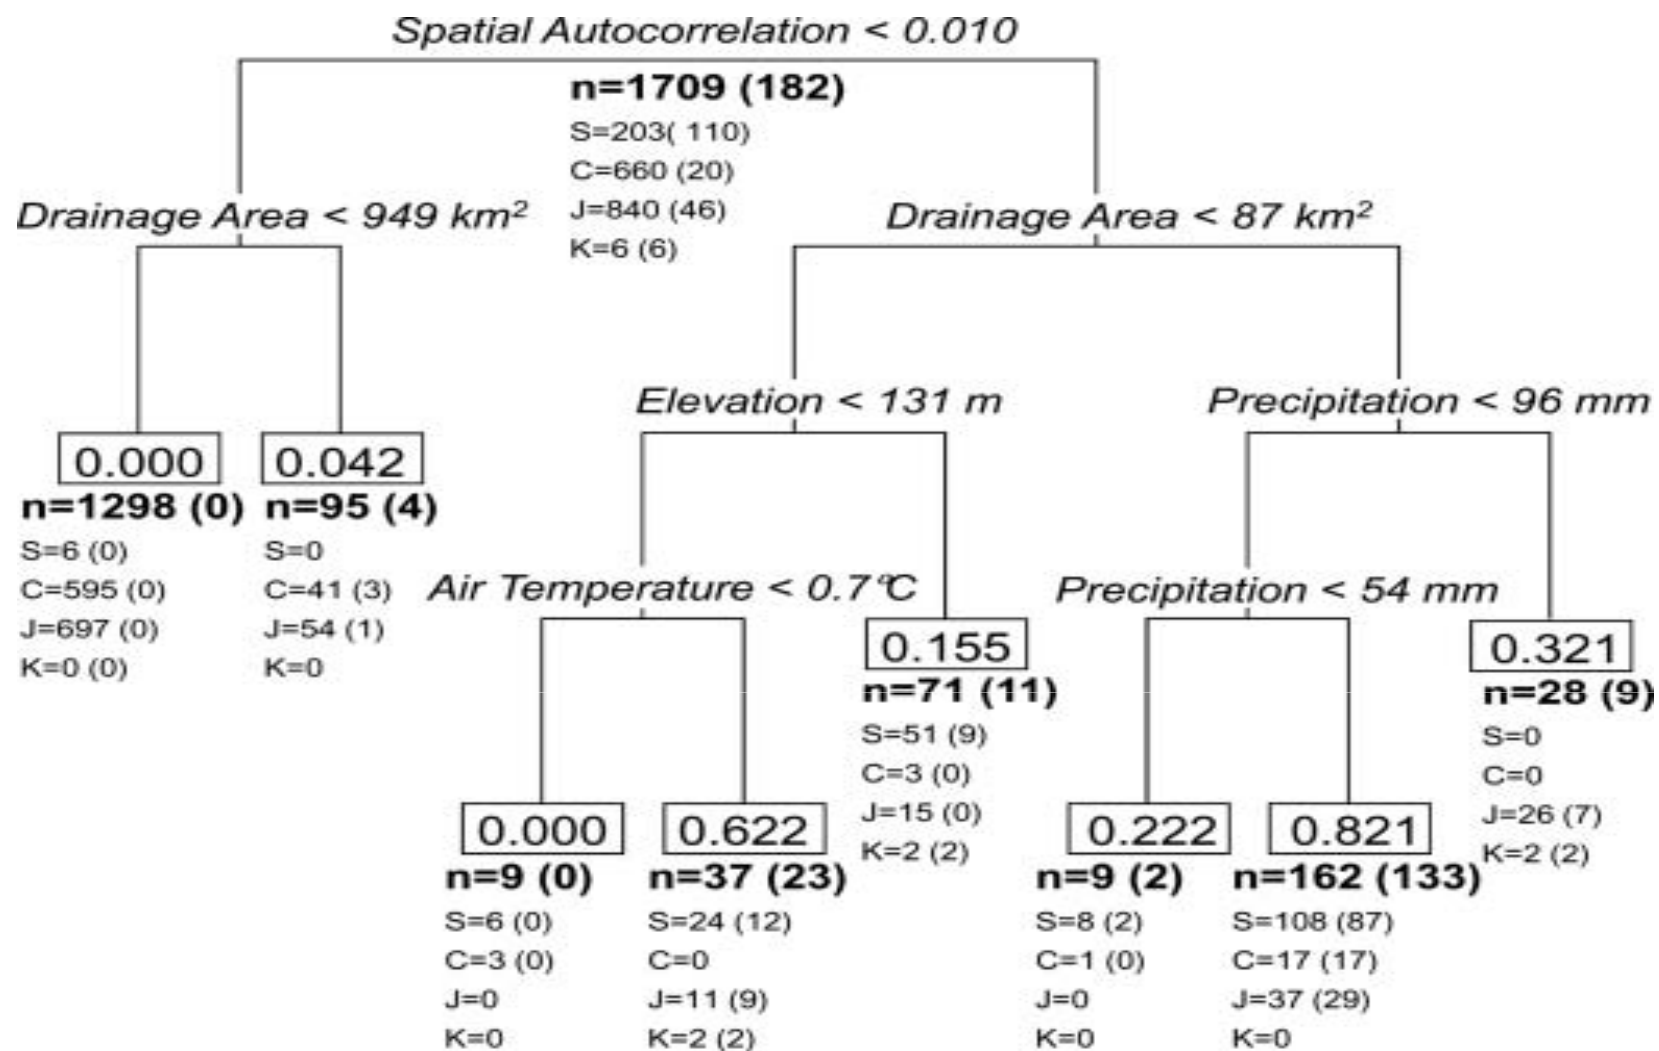 Spatial Autocorrelation < 0.010
n=1709 (182)
S=203( 110)
C=660 (20)
J=840 (46)
K=6 (6)
Drainage Area < 949 km²
Drainage Area < 87 km²
Elevation < 131 m
Precipitation < 96 mm
0.000
n=1298 (0)
S=6 (0)
C=595 (0)
J=697 (0)
K=0 (0)
0.042
n=95 (4)
S=0
C=41 (3)
J=54 (1)
K=0
Air Temperature < 0.7°C
Precipitation < 54 mm
0.155
n=71 (11)
S=51 (9)
C=3 (0)
J=15 (0)
K=2 (2)
0.321
n=28 (9)
S=0
C=0
J=26 (7)
K=2 (2)
0.000
n=9 (0)
S=6 (0)
C=3 (0)
J=0
K=0
0.622
n=37 (23)
S=24 (12)
C=0
J=11 (9)
K=2 (2)
0.222
n=9 (2)
S=8 (2)
C=1 (0)
J=0
K=0
0.821
n=162 (133)
S=108 (87)
C=17 (17)
J=37 (29)
K=0